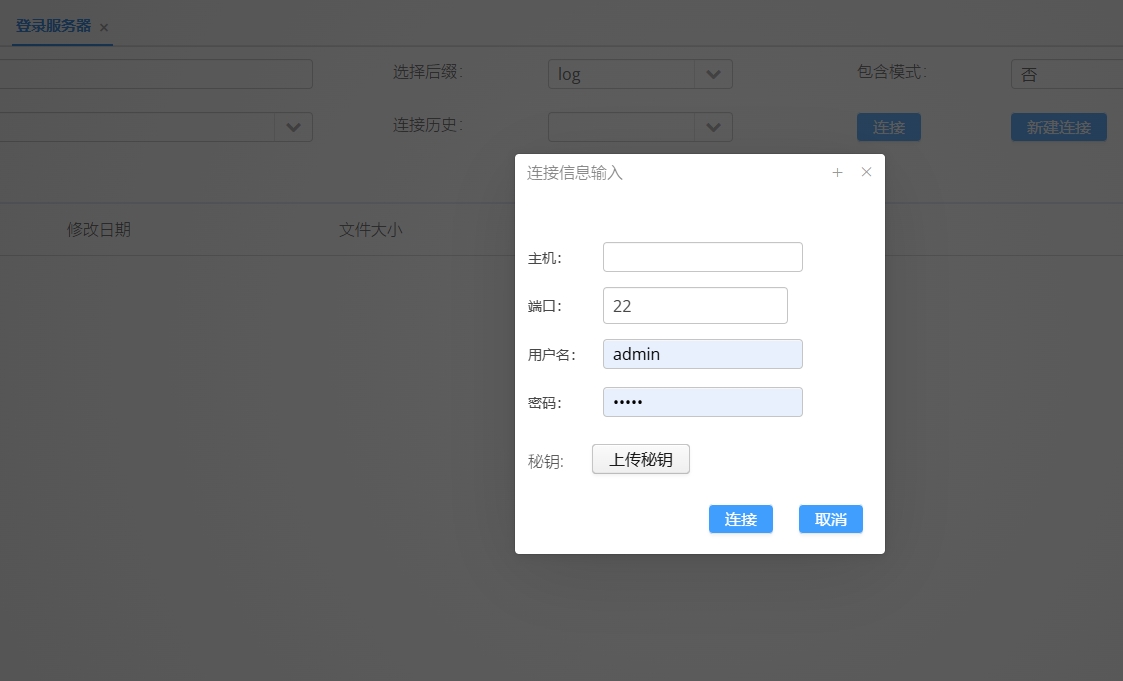 登录服务器
选择后缀: log 包含模式: 否
连接历史: 连接 新建连接
修改日期 文件大小
连接信息输入
主机:
端口: 22
用户名: admin
密码: •••••
秘钥: 上传秘钥
连接 取消